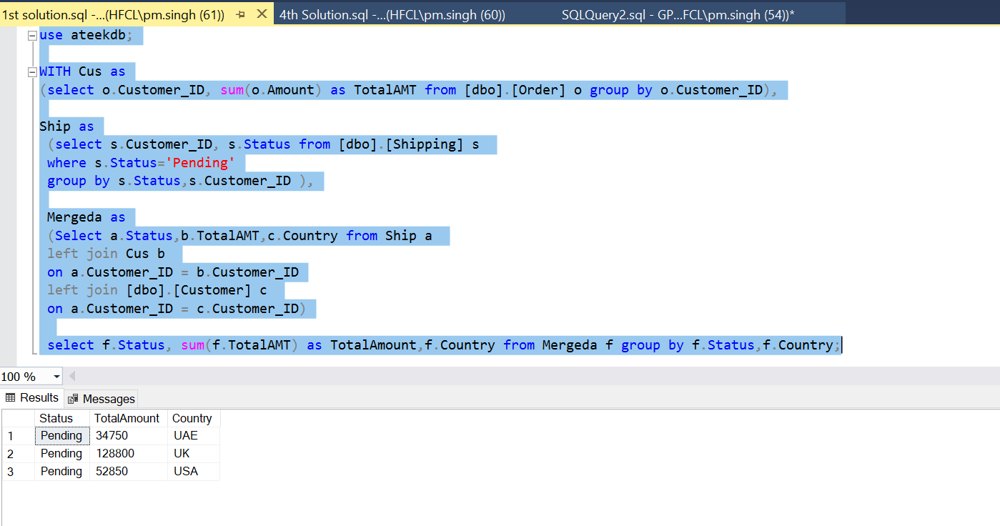 1st solution.sql -...(HFCL\pm.singh (61)) 4th Solution.sql -...(HFCL\pm.singh (60)) SQLQuery2.sql - GP...FCL\pm.singh (54))*
use ateekdb;
WITH Cus as
(select o.Customer_ID, sum(o.Amount) as TotalAMT from [dbo].[Order] o group by o.Customer_ID),
Ship as
(select s.Customer_ID, s.Status from [dbo].[Shipping] s
where s.Status='Pending'
group by s.Status,s.Customer_ID ),
Mergeda as
(Select a.Status,b.TotalAMT,c.Country from Ship a
left join Cus b
on a.Customer_ID = b.Customer_ID
left join [dbo].[Customer] c
on a.Customer_ID = c.Customer_ID)
select f.Status, sum(f.TotalAMT) as TotalAmount,f.Country from Mergeda f group by f.Status,f.Country;
100 %
Results Messages
Status TotalAmount Country
1 Pending 34750 UAE
2 Pending 128800 UK
3 Pending 52850 USA